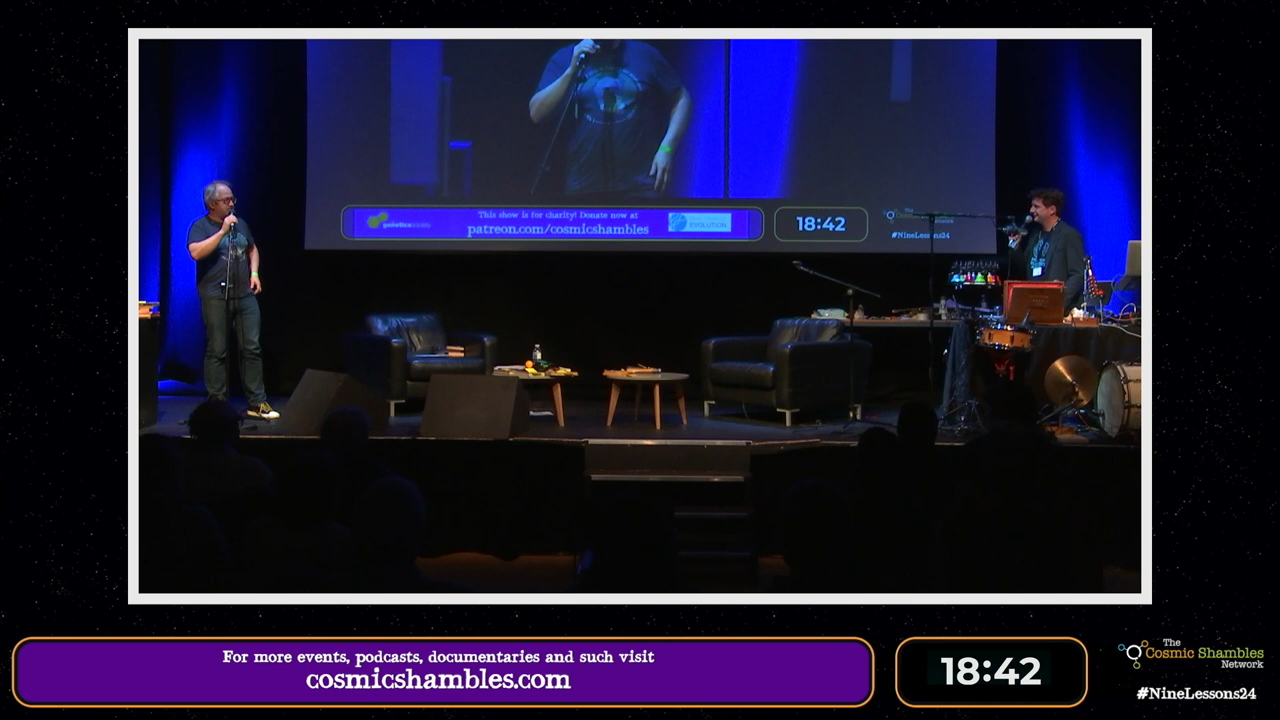 This show is for charity! Donate now at
patreon.com/cosmicshambles
EVOLUTION
18:42
#NineLessons24
For more events, podcasts, documentaries and such visit
cosmicshambles.com
18:42
The
Cosmic Shambles
Network
#NineLessons24